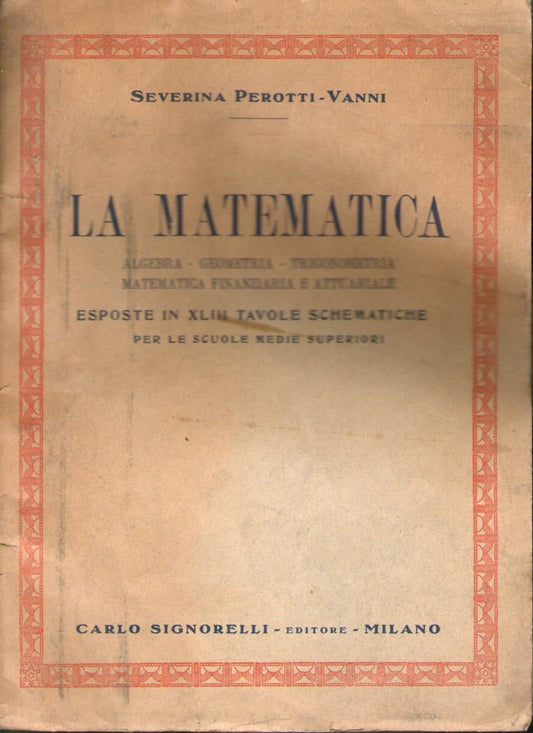 SEVERINA PEROTTI-VANNI
LA MATEMATICA
ALGEBRA - GEOMETRIA - TRIGONOMETRIA
MATEMATICA FINANZIARIA E ATTUARIALE
ESPOSTE IN XLIII TAVOLE SCHEMATICHE
PER LE SCUOLE MEDIE SUPERIORI
CARLO SIGNORELLI - EDITORE - MILANO